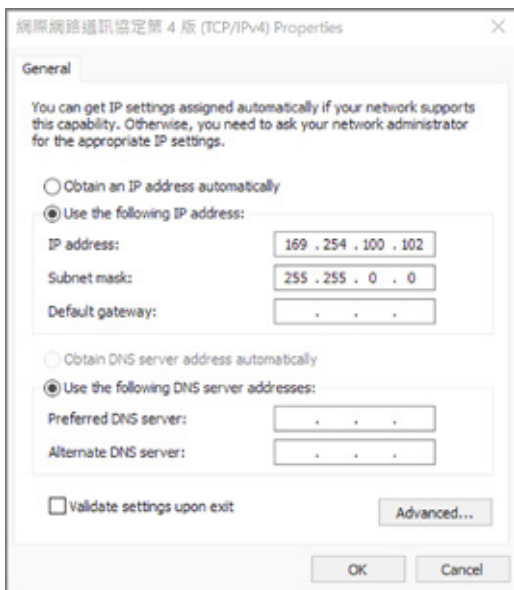 網際網路通訊協定第 4 版 (TCP/IPv4) Properties
General
You can get IP settings assigned automatically if your network supports
this capability. Otherwise, you need to ask your network administrator
for the appropriate IP settings.
Obtain an IP address automatically
Use the following IP address:
IP address: 169 . 254 . 100 . 102
Subnet mask: 255 . 255 . 0 . 0
Default gateway: . . .
Obtain DNS server address automatically
Use the following DNS server addresses:
Preferred DNS server: . . .
Alternate DNS server: . . .
Validate settings upon exit Advanced...
OK Cancel